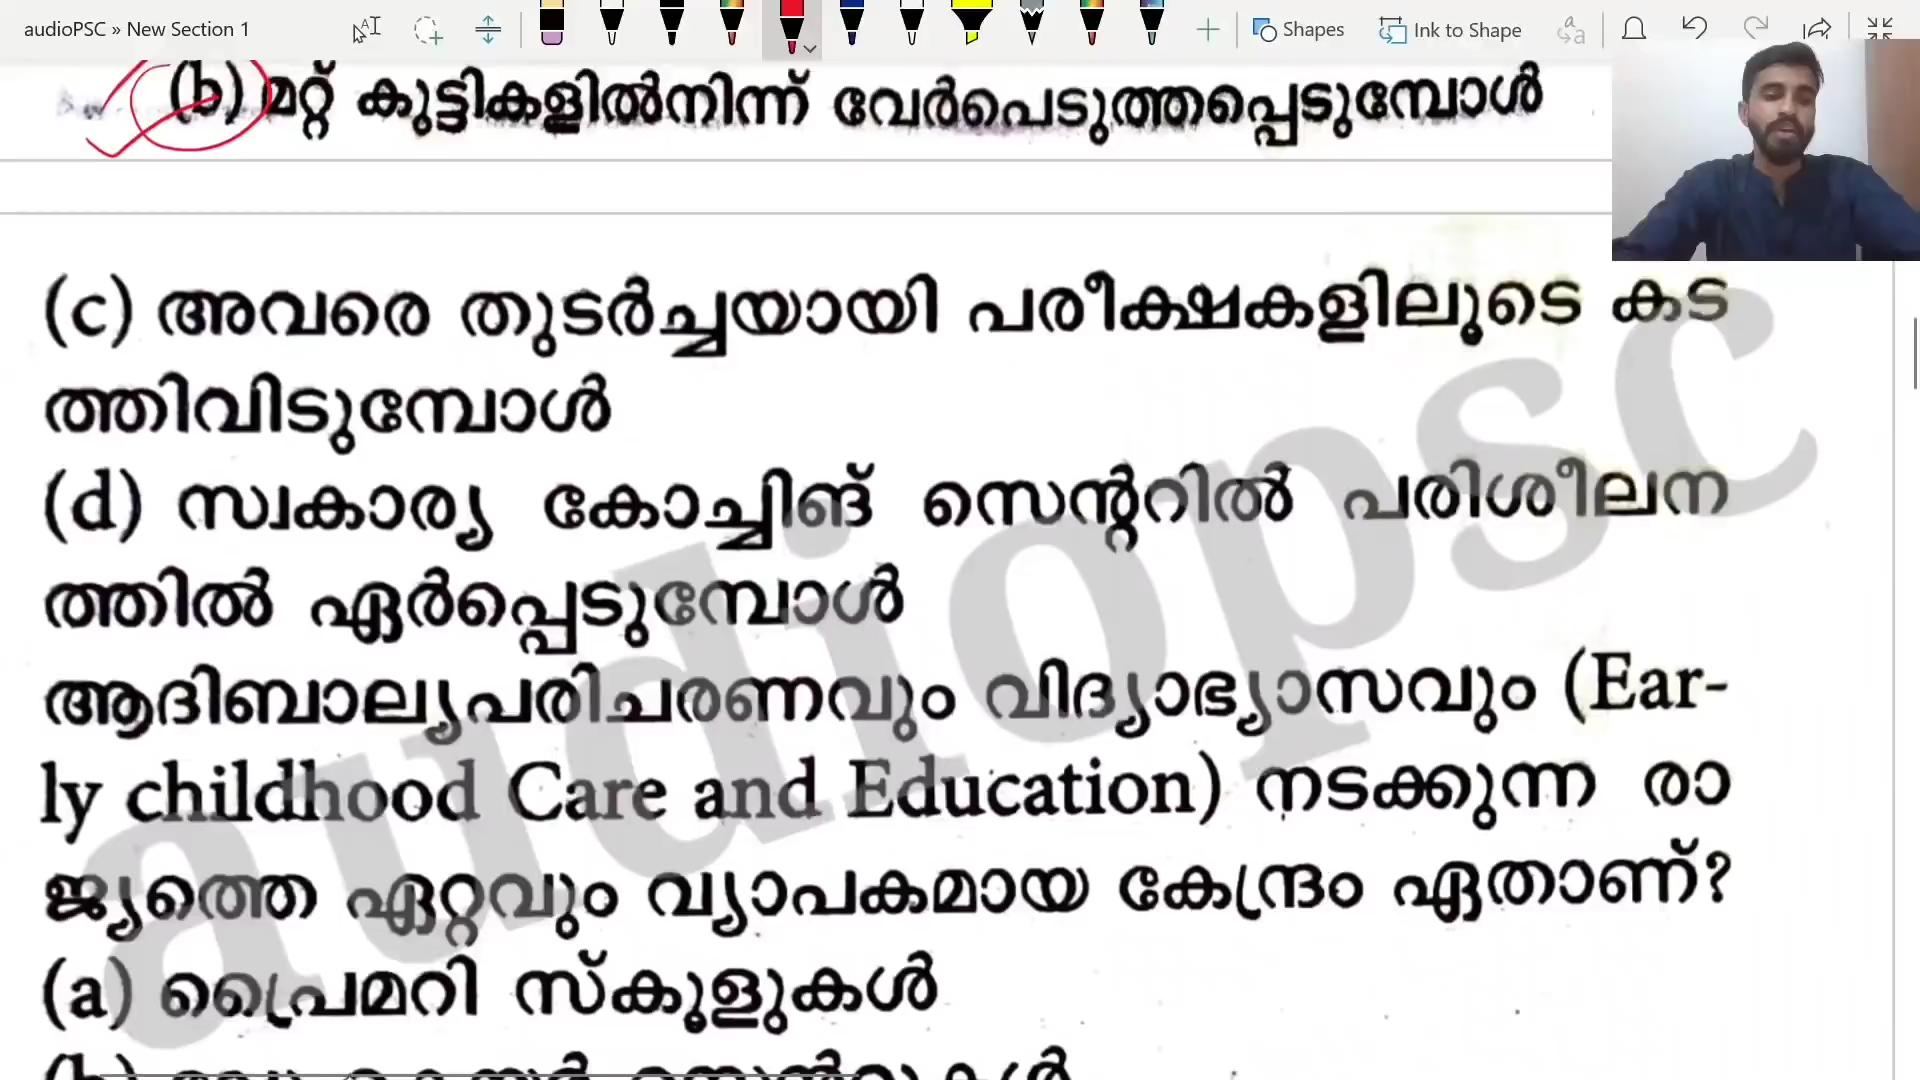 audioPSC » New Section 1
Shapes
Ink to Shape
(b) മറ്റ് കുട്ടികളിൽനിന്ന് വേർപെടുത്തപ്പെടുമ്പോൾ
(c) അവരെ തുടർച്ചയായി പരീക്ഷകളിലൂടെ കട
ത്തിവിടുമ്പോൾ
(d) സ്വകാര്യ കോച്ചിങ് സെന്ററിൽ പരിശീലന
ത്തിൽ ഏർപ്പെടുമ്പോൾ
ആദിബാല്യപരിചരണവും വിദ്യാഭ്യാസവും (Ear-
ly childhood Care and Education) നടക്കുന്ന രാ
ജ്യത്തെ ഏറ്റവും വ്യാപകമായ കേന്ദ്രം ഏതാണ്?
(a) പ്രൈമറി സ്കൂളുകൾ
audiopsc